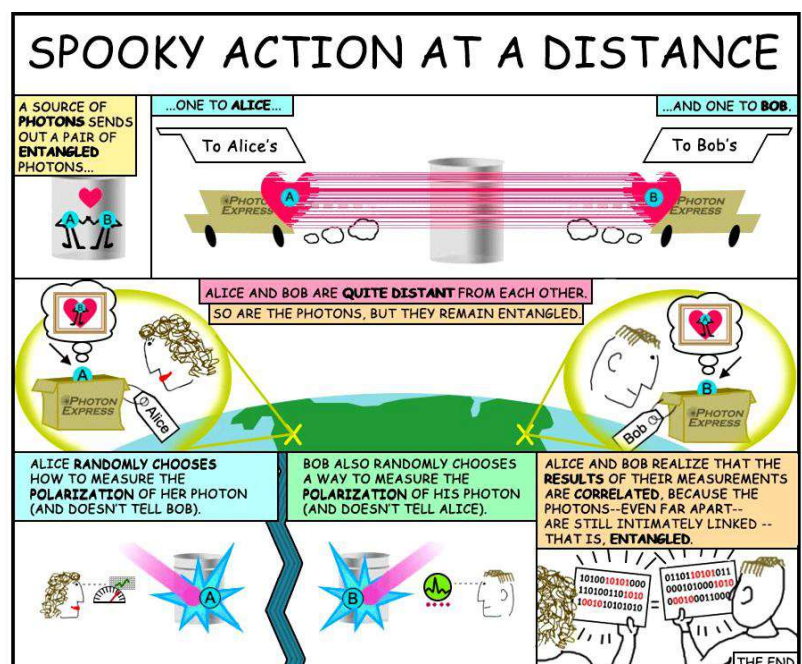 SPOOKY ACTION AT A DISTANCE
A SOURCE OF
PHOTONS SENDS
OUT A PAIR OF
ENTANGLED
PHOTONS...
A B
...ONE TO ALICE...
...AND ONE TO BOB.
To Alice's
To Bob's
PHOTON
EXPRESS
A
B
PHOTON
EXPRESS
ALICE AND BOB ARE QUITE DISTANT FROM EACH OTHER.
SO ARE THE PHOTONS, BUT THEY REMAIN ENTANGLED.
B
A
PHOTON
EXPRESS
Alice
A
B
PHOTON
EXPRESS
Bob
ALICE RANDOMLY CHOOSES
HOW TO MEASURE THE
POLARIZATION OF HER PHOTON
(AND DOESN'T TELL BOB).
A
BOB ALSO RANDOMLY CHOOSES
A WAY TO MEASURE THE
POLARIZATION OF HIS PHOTON
(AND DOESN'T TELL ALICE).
B
ALICE AND BOB REALIZE THAT THE
RESULTS OF THEIR MEASUREMENTS
ARE CORRELATED, BECAUSE THE
PHOTONS--EVEN FAR APART--
ARE STILL INTIMATELY LINKED --
THAT IS, ENTANGLED.
1010010101000
1101001101010
1001010101010
=
0110110101011
0001010001010
000100011000
THE END